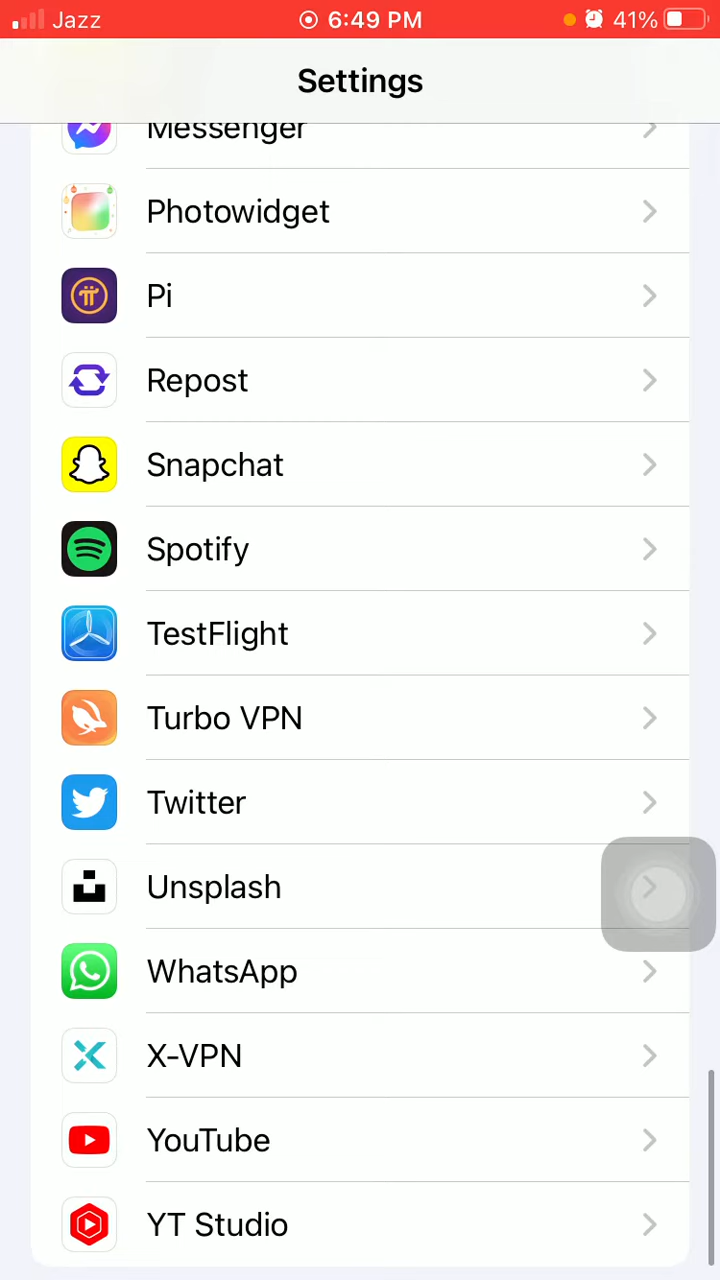 Jazz 6:49 PM 41%
Settings
Messenger
Photowidget
Pi
Repost
Snapchat
Spotify
TestFlight
Turbo VPN
Twitter
Unsplash
WhatsApp
X-VPN
YouTube
YT Studio